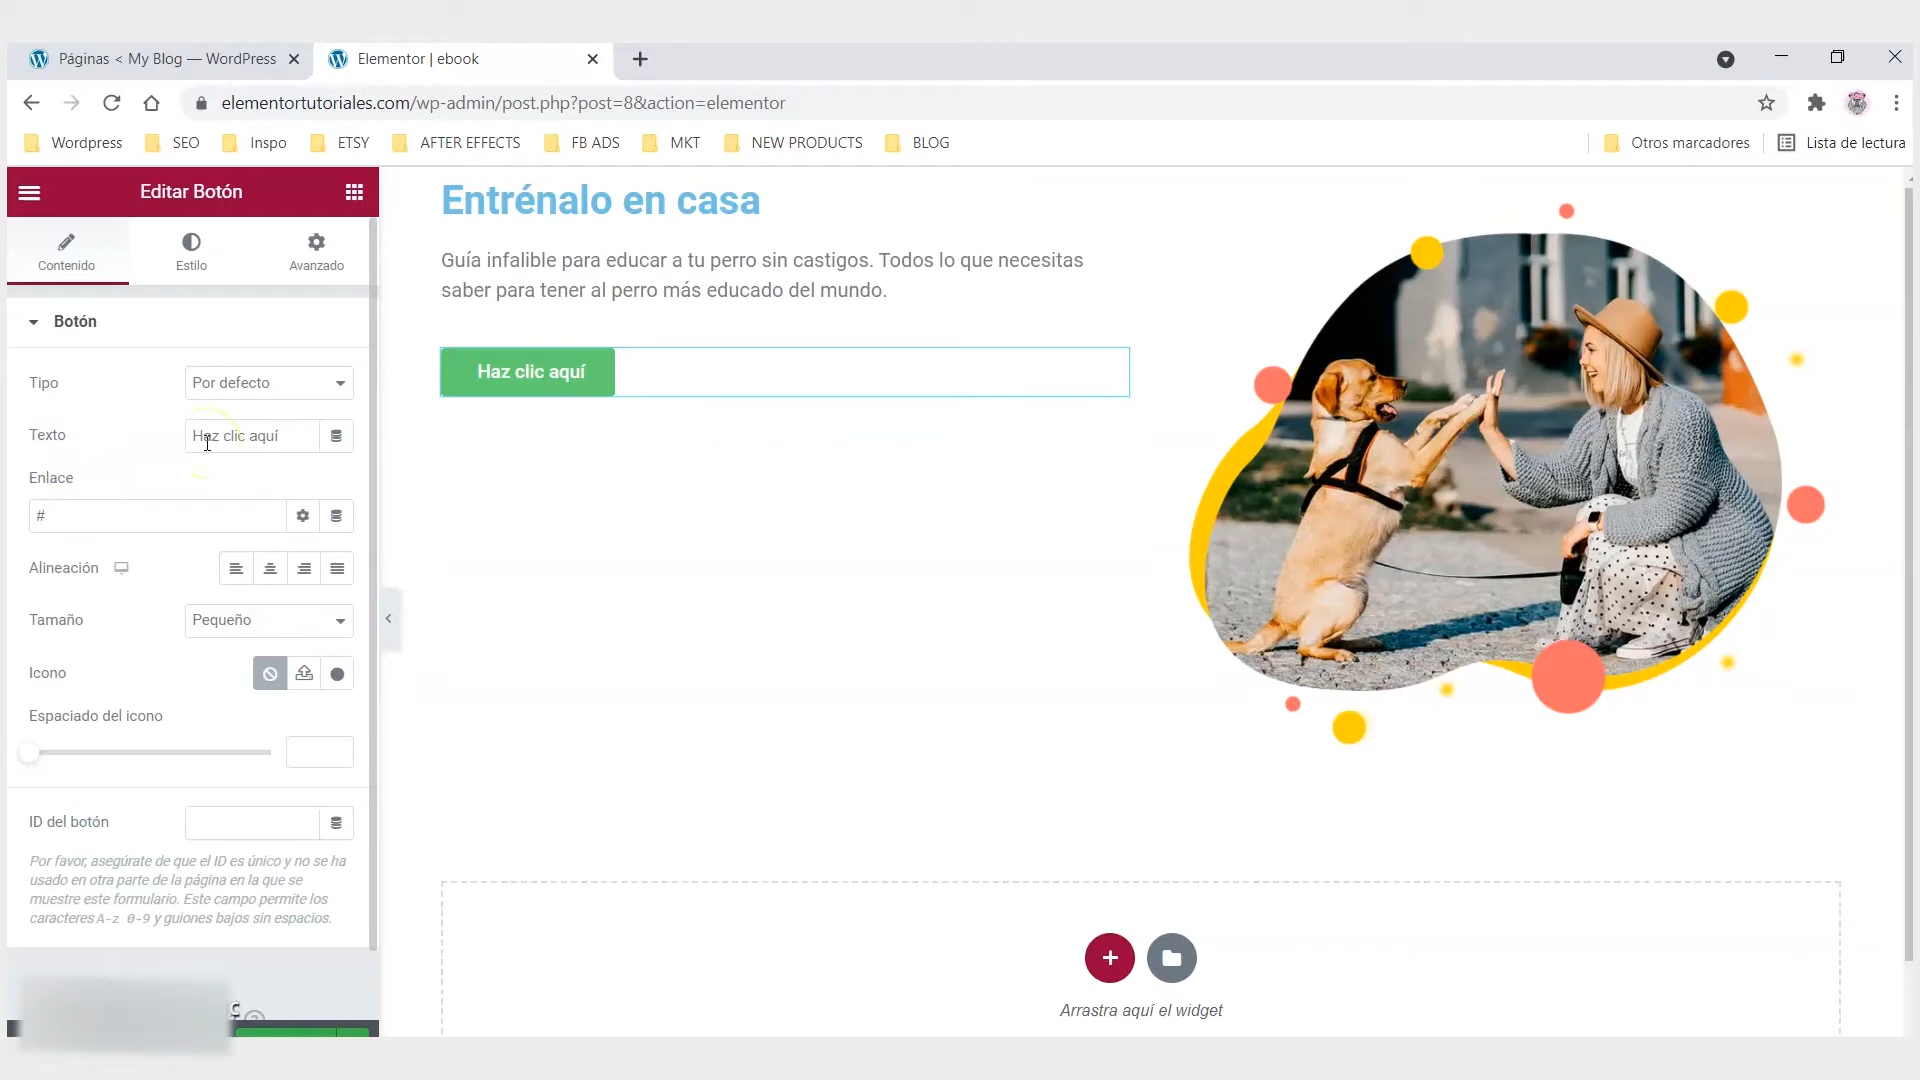 Páginas < My Blog — WordPress
Elementor | ebook
elementortutoriales.com/wp-admin/post.php?post=8&action=elementor
Wordpress
SEO
Inspo
ETSY
AFTER EFFECTS
FB ADS
MKT
NEW PRODUCTS
BLOG
Otros marcadores
Lista de lectura
Editar Botón
Contenido
Estilo
Avanzado
Botón
Tipo
Por defecto
Texto
Haz clic aquí
Enlace
#
Alineación
Tamaño
Pequeño
Icono
Espaciado del icono
ID del botón
Por favor, asegúrate de que el ID es único y no se ha
usado en otra parte de la página en la que se
muestre este formulario. Este campo permite los
caracteres A-z 0-9 y guiones bajos sin espacios.
Entrénalo en casa
Guía infalible para educar a tu perro sin castigos. Todos lo que necesitas
saber para tener al perro más educado del mundo.
Haz clic aquí
Arrastra aquí el widget